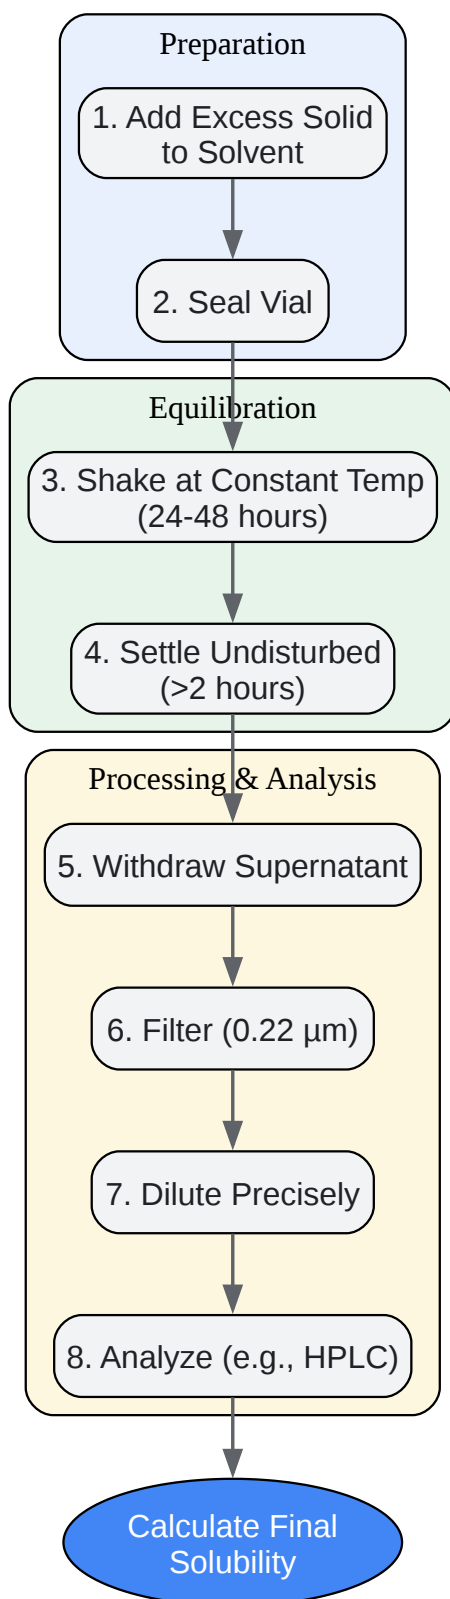 Preparation
1. Add Excess Solid
to Solvent
2. Seal Vial
Equilibration
3. Shake at Constant Temp
(24-48 hours)
4. Settle Undisturbed
(>2 hours)
Processing & Analysis
5. Withdraw Supernatant
6. Filter (0.22 µm)
7. Dilute Precisely
8. Analyze (e.g., HPLC)
Calculate Final
Solubility